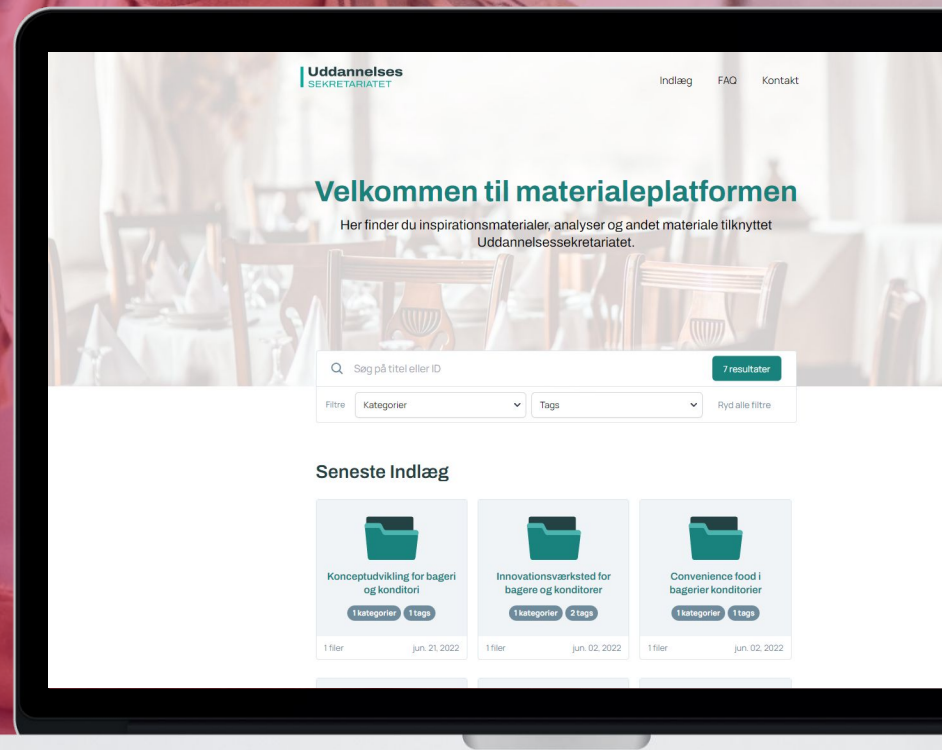 Uddannelses
SEKRETARIATET
Indlæg FAQ Kontakt
Velkommen til materialeplatformen
Her finder du inspirationsmaterialer, analyser og andet materiale tilknyttet
Uddannelsessekretariatet.
Søg på titel eller ID
7 resultater
Filtre Kategorier Tags Ryd alle filtre
Seneste Indlæg
Konceptudvikling for bageri
og konditori
1 kategorier 1 tags
1 filer jun. 21, 2022
Innovationsværksted for
bagere og konditorer
1 kategorier 2 tags
1 filer jun. 02, 2022
Convenience food i
bagerier konditorier
1 kategorier 1 tags
1 filer jun. 02, 2022